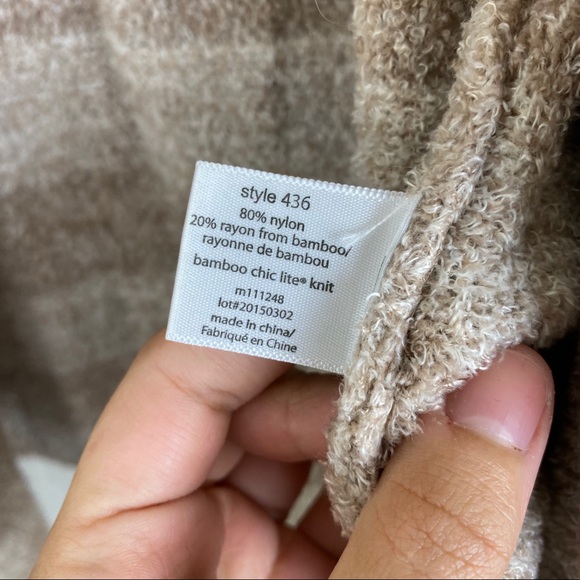 style 436
80% nylon
20% rayon from bamboo/
rayonne de bambou
bamboo chic lite® knit
m111248
lot#20150302
made in china/
Fabriqué en Chine